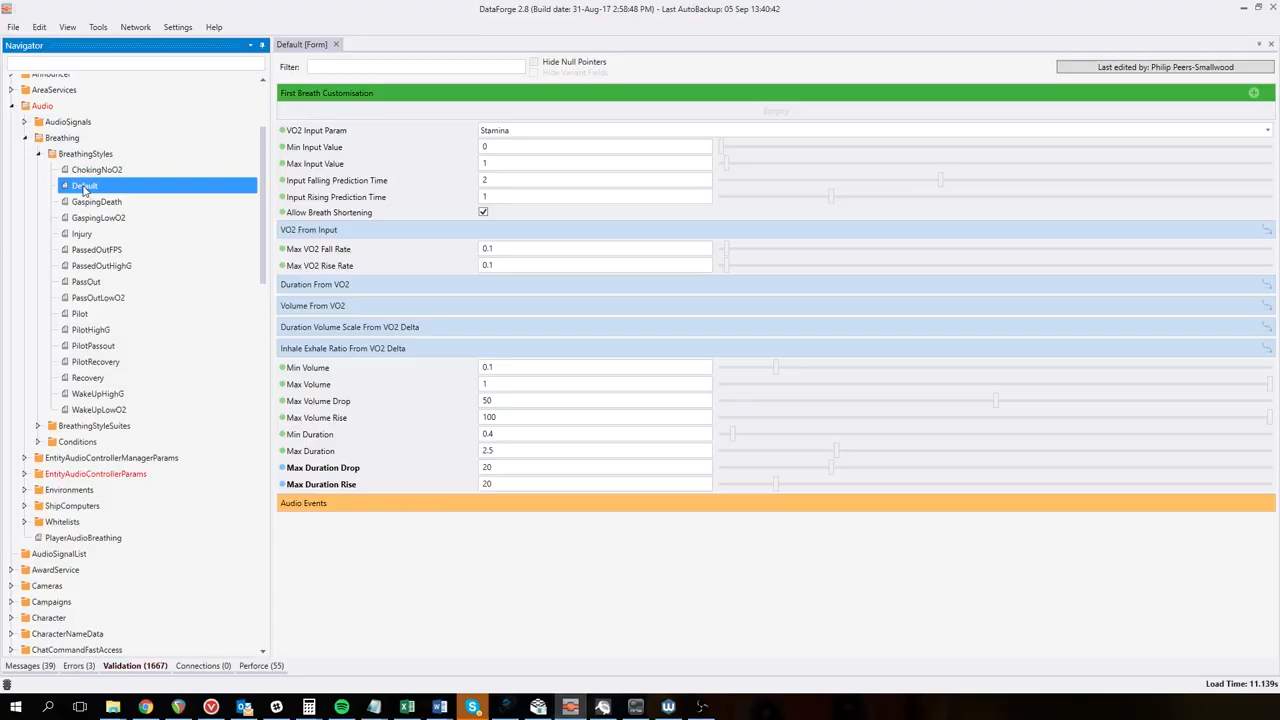 DataForge 2.8 (Build date: 31-Aug-17 2:58:48 PM) - Last AutoBackup: 05 Sep 13:40:42
File Edit View Tools Network Settings Help
Navigator
Default [Form]
Filter:
Hide Null Pointers
Hide Variant Fields
Last edited by: Philip Peers-Smallwood
Announcer
AreaServices
Audio
AudioSignals
Breathing
BreathingStyles
ChokingNoO2
Default
GaspingDeath
GaspingLowO2
Injury
PassedOutFPS
PassedOutHighG
PassOut
PassOutLowO2
Pilot
PilotHighG
PilotPassout
PilotRecovery
Recovery
WakeUpHighG
WakeUpLowO2
BreathingStyleSuites
Conditions
EntityAudioControllerManagerParams
EntityAudioControllerParams
Environments
ShipComputers
Whitelists
PlayerAudioBreathing
AudioSignalList
AwardService
Cameras
Campaigns
Character
CharacterNameData
ChatCommandFastAccess
First Breath Customisation
Empty
VO2 Input Param Stamina
Min Input Value 0
Max Input Value 1
Input Falling Prediction Time 2
Input Rising Prediction Time 1
Allow Breath Shortening
VO2 From Input
Max VO2 Fall Rate 0.1
Max VO2 Rise Rate 0.1
Duration From VO2
Volume From VO2
Duration Volume Scale From VO2 Delta
Inhale Exhale Ratio From VO2 Delta
Min Volume 0.1
Max Volume 1
Max Volume Drop 50
Max Volume Rise 100
Min Duration 0.4
Max Duration 2.5
Max Duration Drop 20
Max Duration Rise 20
Audio Events
Messages (39) Errors (3) Validation (1667) Connections (0) Perforce (55)
Load Time: 11.139s